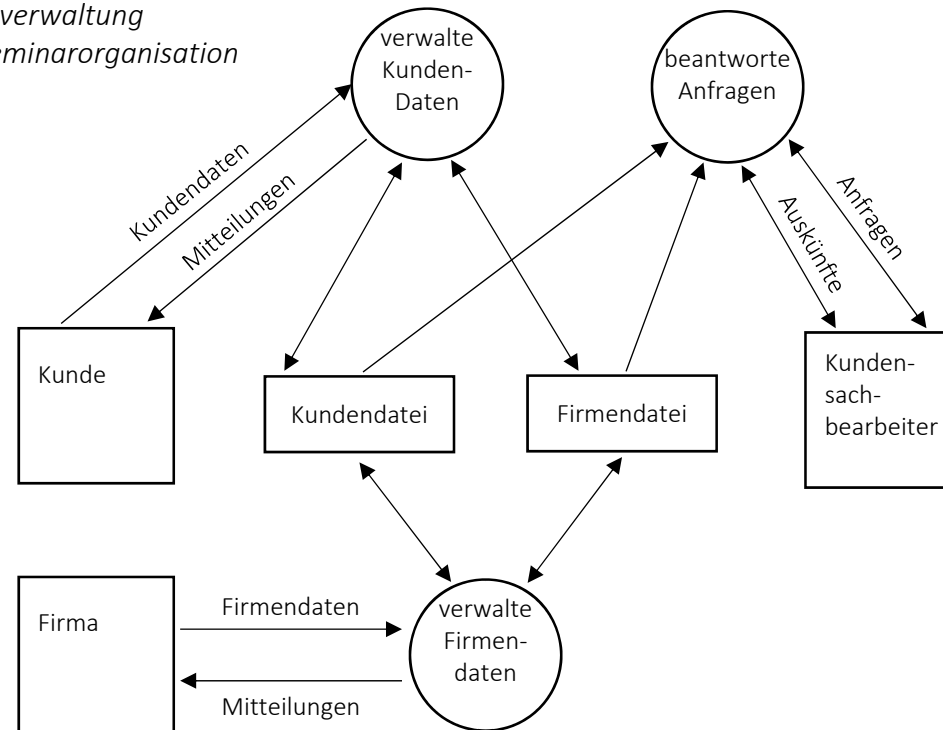 verwaltung
eminarorganisation
verwalte
Kunden-
Daten
beantworte
Anfragen
Kundendaten
Mitteilungen
Auskünfte
Anfragen
Kunde
Kundendatei
Firmendatei
Kunden-
sach-
bearbeiter
Firma
Firmendaten
Mitteilungen
verwalte
Firmen-
daten